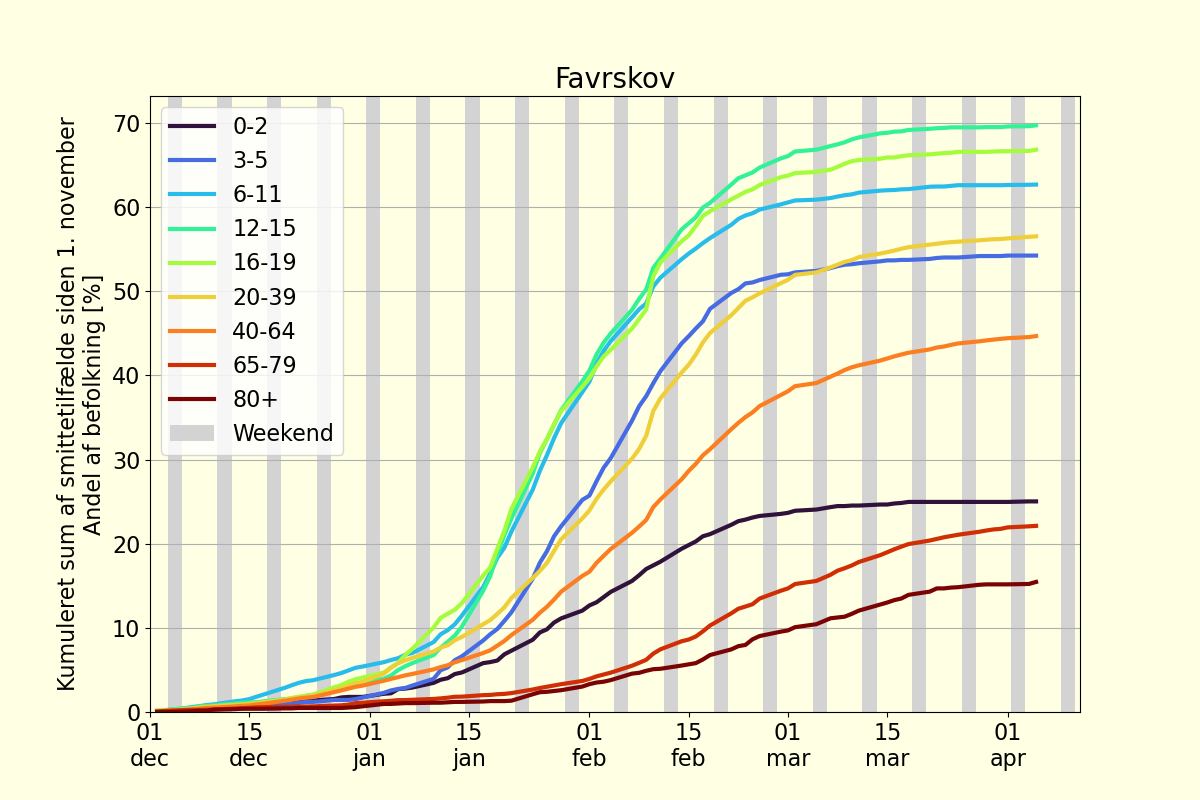 Favrskov
Kumuleret sum af smittetilfælde siden 1. november
Andel af befolkning [%]
70
60
50
40
30
20
10
0
0-2
3-5
6-11
12-15
16-19
20-39
40-64
65-79
80+
Weekend
01 15 01 15 01 15 01 15 01
dec dec jan jan feb feb mar mar apr